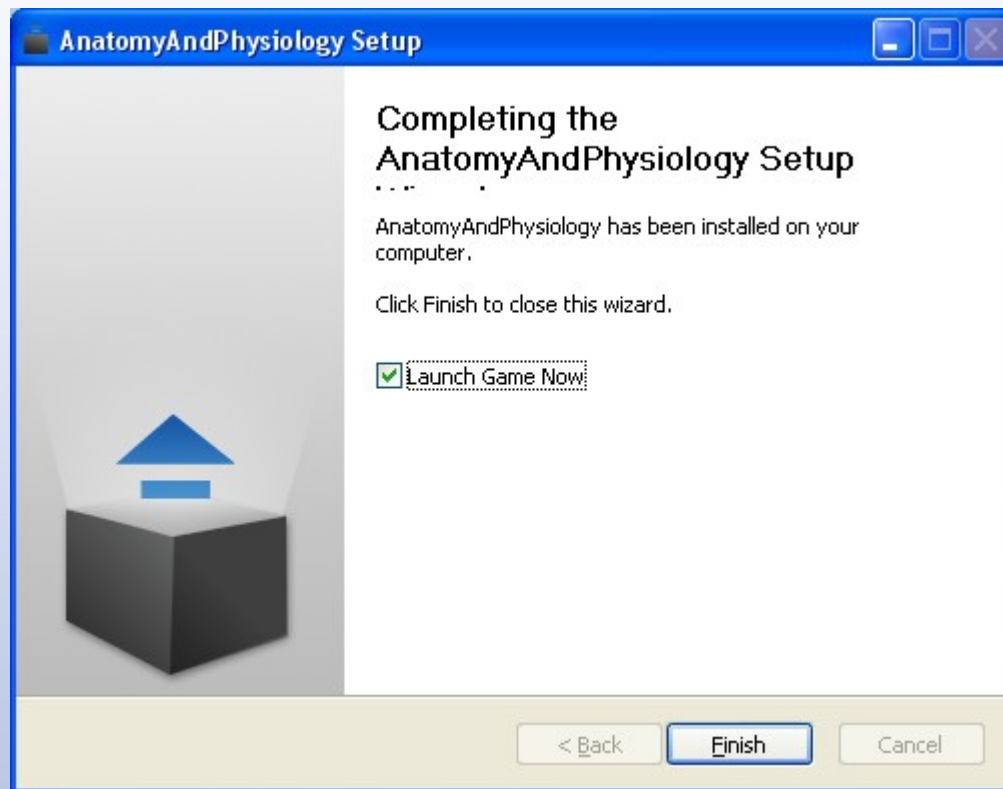 AnatomyAndPhysiology Setup
Completing the
AnatomyAndPhysiology Setup
AnatomyAndPhysiology has been installed on your
computer.
Click Finish to close this wizard.
Launch Game Now
< Back
Finish
Cancel